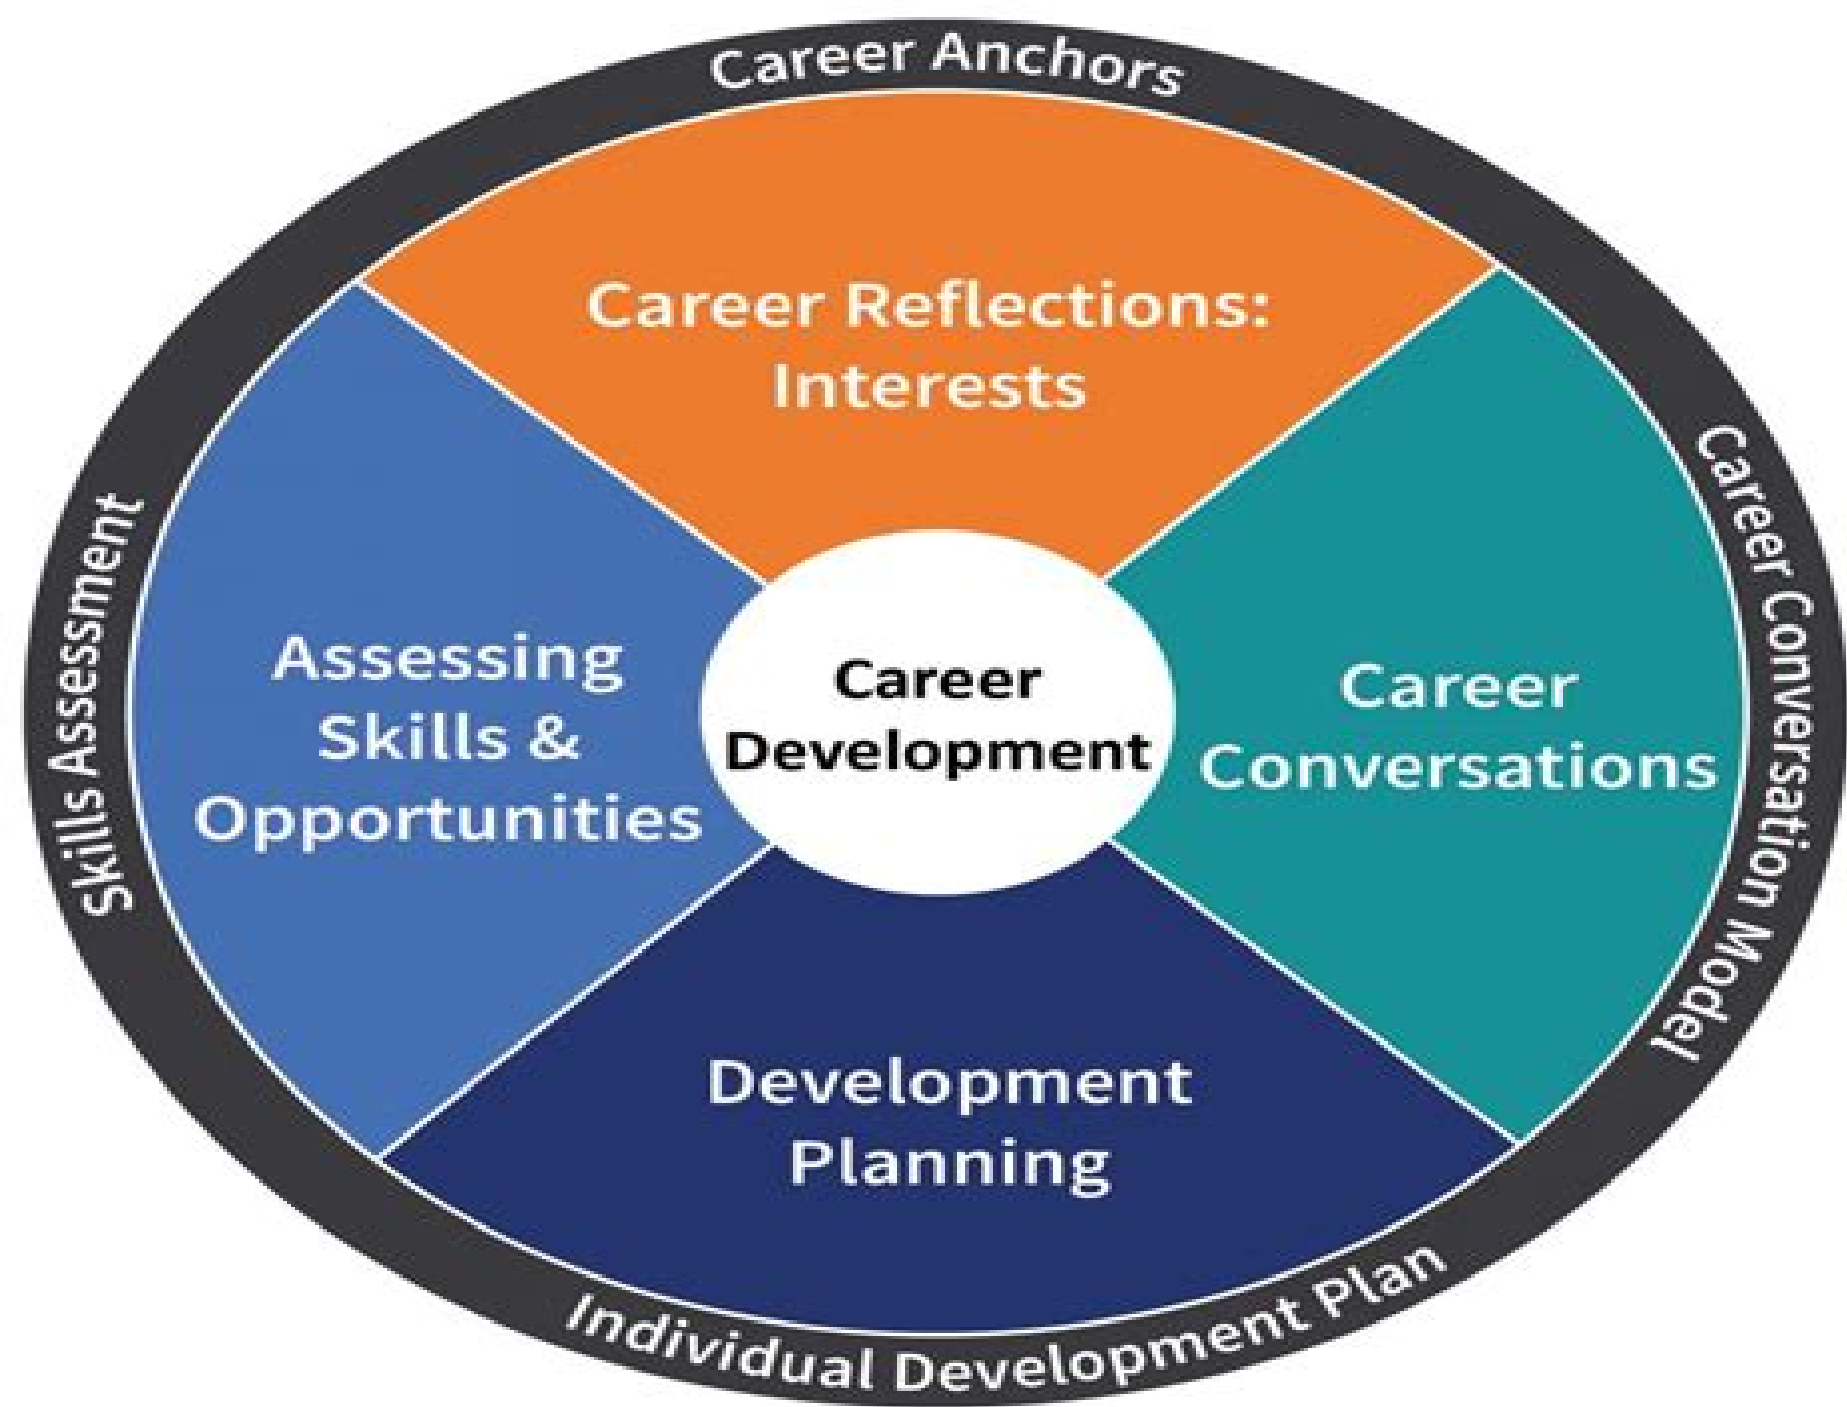 Career Anchors
Career Reflections:
Interests
Career Conversation Model
Career
Conversations
Individual Development Plan
Development
Planning
Skills Assessment
Assessing
Skills &
Opportunities
Career
Development